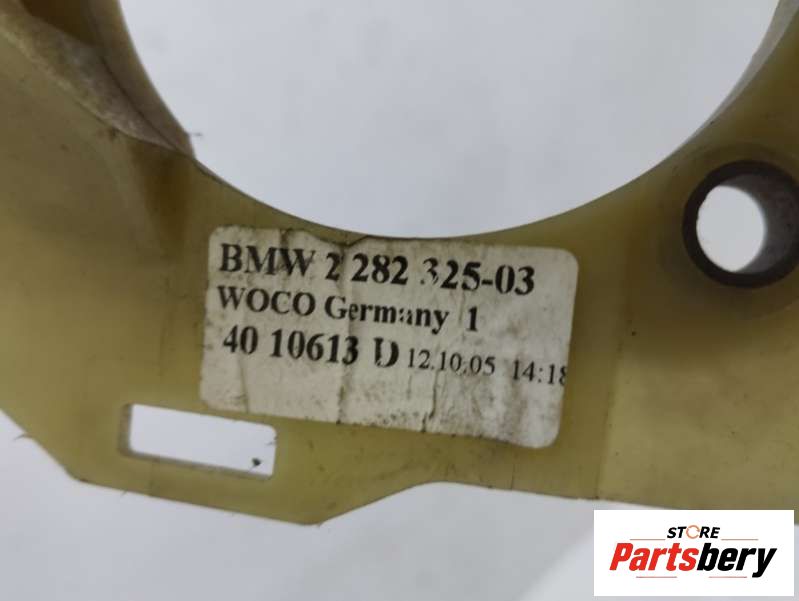 BMW 2 282 325-03
WOCO Germany 1
40 10613 D 12.10.05 14:18
STORE
Partsbery